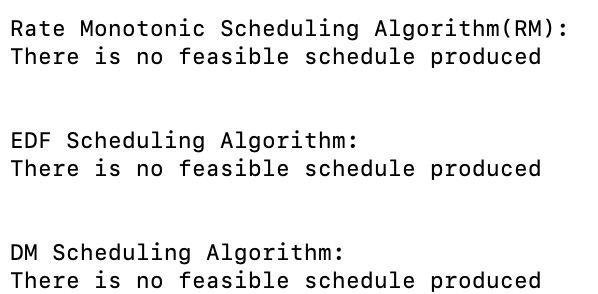 Rate Monotonic Scheduling Algorithm(RM):
There is no feasible schedule produced
EDF Scheduling Algorithm:
There is no feasible schedule produced
DM Scheduling Algorithm:
There is no feasible schedule produced